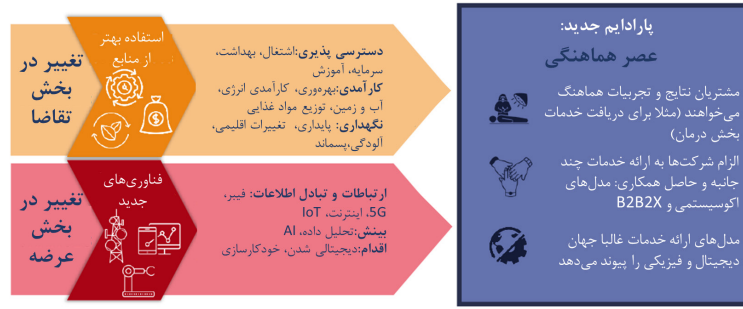 پارادایم جدید:
عصر هماهنگی
مشتریان نتایج و تجربیات هماهنگ
می‌خواهند (مثلا برای دریافت خدمات
بخش درمان)
الزام شرکت‌ها به ارائه خدمات چند
جانبه و حاصل همکاری: مدل‌های
اکوسیستمی و B2B2X
مدل‌های ارائه خدمات غالبا جهان
دیجیتال و فیزیکی را پیوند می‌دهد
تغییر در
بخش
تقاضا
استفاده بهتر
از منابع
دسترسی پذیری:اشتغال، بهداشت،
سرمایه، آموزش
کارآمدی:بهره‌وری، کارآمدی انرژی،
آب و زمین، توزیع مواد غذایی
نگهداری: پایداری، تغییرات اقلیمی،
آلودگی،پسماند
تغییر در
بخش
عرضه
فناوری‌های
جدید
ارتباطات و تبادل اطلاعات: فیبر،
5G، اینترنت، IoT
بینش:تحلیل داده، AI
اقدام:دیجیتالی شدن، خودکارسازی